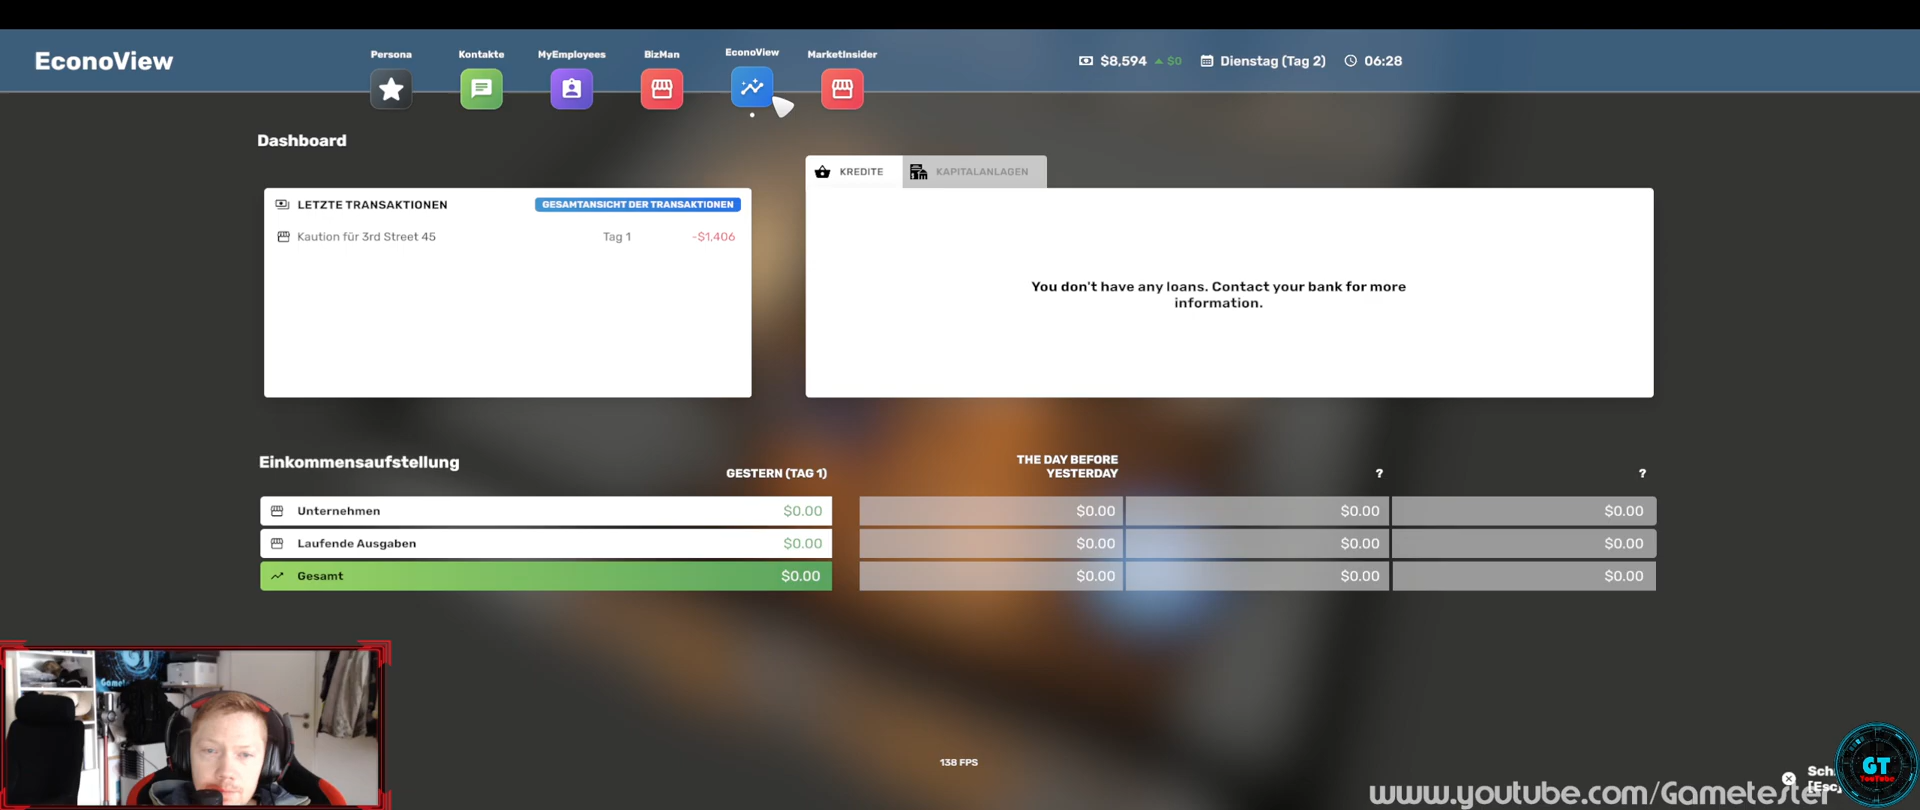 EconoView
Persona
Kontakte
MyEmployees
BizMan
EconoView
MarketInsider
$8,594 $0
Dienstag (Tag 2)
06:28
Dashboard
KREDITE
KAPITALANLAGEN
LETZTE TRANSAKTIONEN
GESAMTANSICHT DER TRANSAKTIONEN
Kaution für 3rd Street 45 Tag 1 -$1,406
You don't have any loans. Contact your bank for more
information.
Einkommensaufstellung
GESTERN (TAG 1)
THE DAY BEFORE
YESTERDAY
?
?
Unternehmen $0.00 $0.00 $0.00 $0.00
Laufende Ausgaben $0.00 $0.00 $0.00 $0.00
Gesamt $0.00 $0.00 $0.00 $0.00
138 FPS
GT
YouTube
www.youtube.com/Gametester